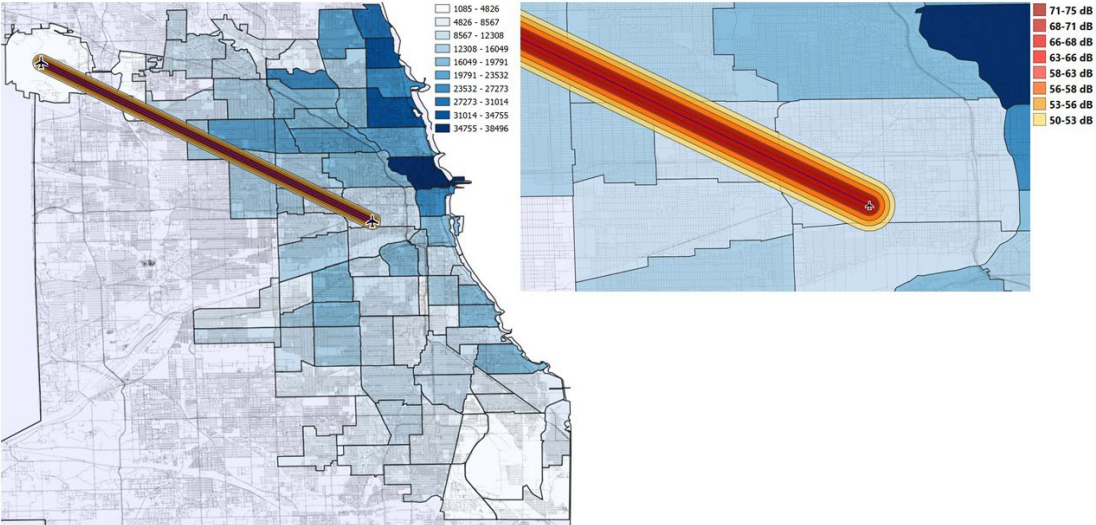 1085 - 4826
4826 - 8567
8567 - 12308
12308 - 16049
16049 - 19791
19791 - 23532
23532 - 27273
27273 - 31014
31014 - 34755
34755 - 38496
71-75 dB
68-71 dB
66-68 dB
63-66 dB
58-63 dB
56-58 dB
53-56 dB
50-53 dB